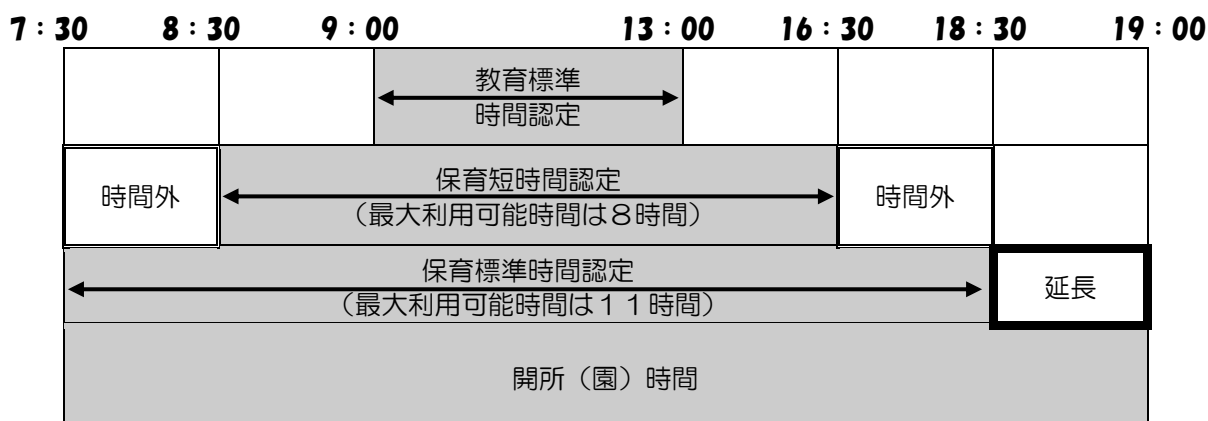 7：30 8：30 9：00 13：00 16：30 18：30 19：00
教育標準
時間認定
時間外
保育短時間認定
（最大利用可能時間は８時間）
時間外
保育標準時間認定
（最大利用可能時間は１１時間）
延長
開所（園）時間